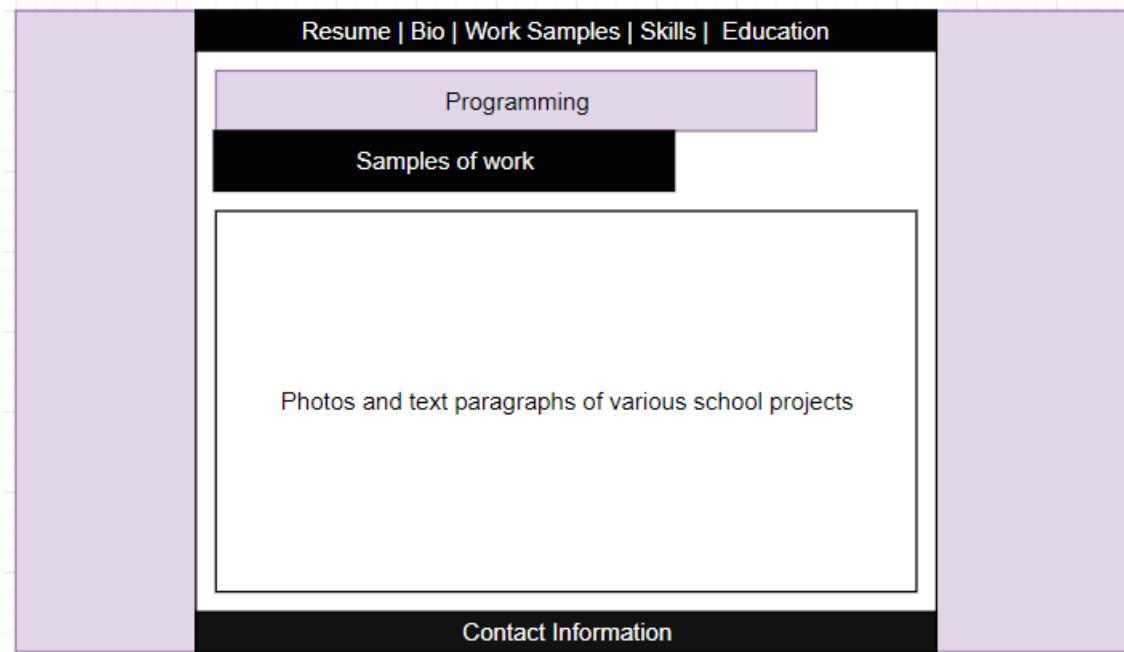 Resume | Bio | Work Samples | Skills | Education
Programming
Samples of work
Photos and text paragraphs of various school projects
Contact Information